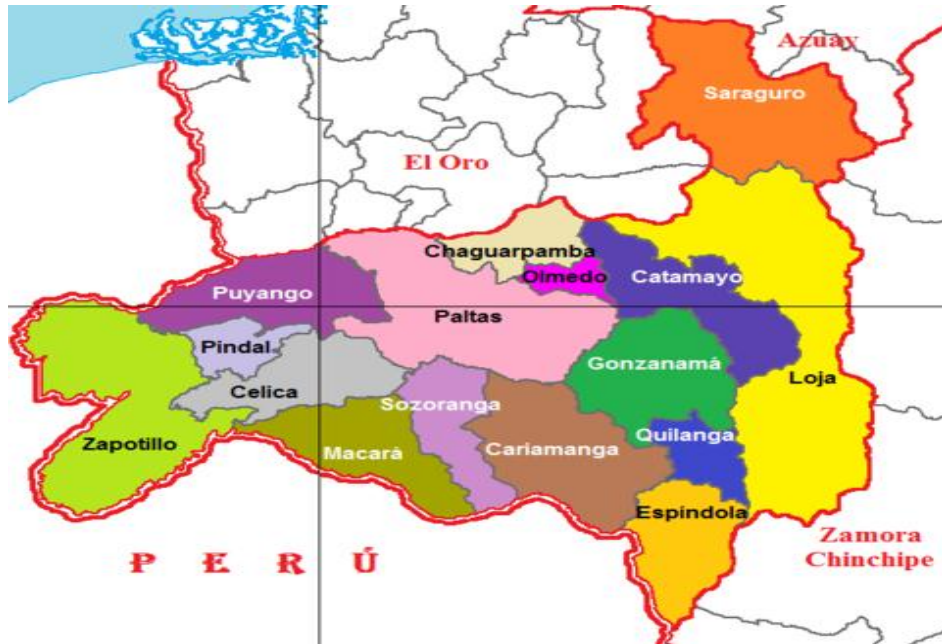 Azuay
Saraguro
El Oro
Chaguarpamba
Olmedo
Catamayo
Puyango
Paltas
Pindal
Gonzanamá
Loja
Celica
Sozoranga
Zapotillo
Macará
Cariamanga
Quilanga
Espíndola
P E R Ú
Zamora
Chinchipe